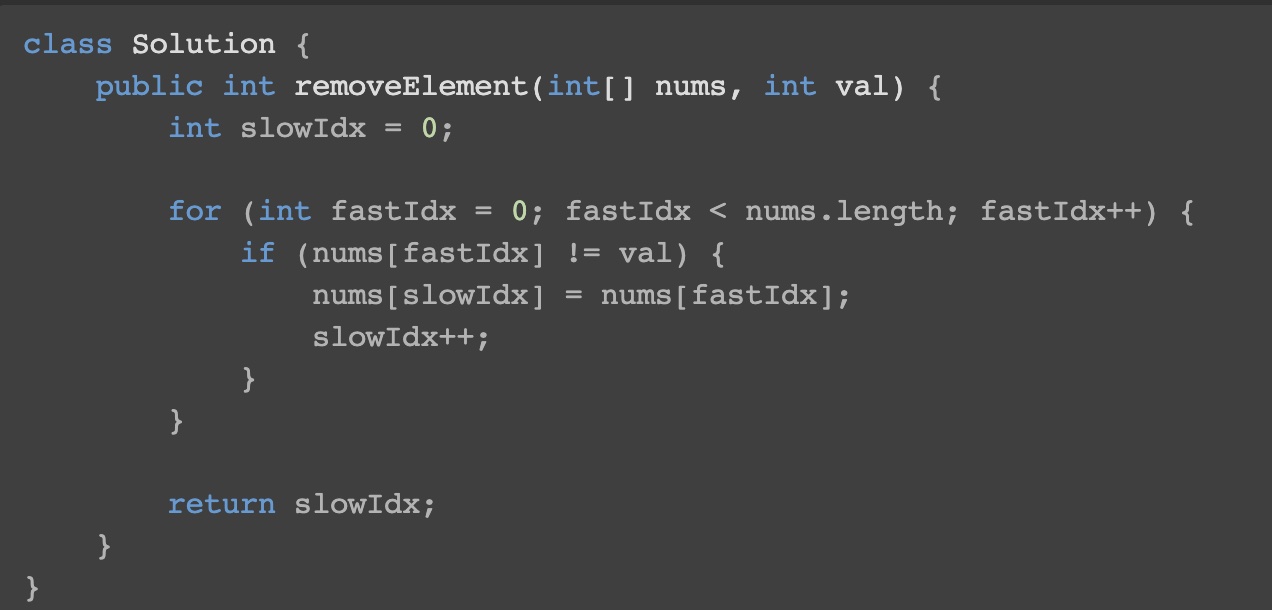 class Solution {
    public int removeElement(int[] nums, int val) {
        int slowIdx = 0;

        for (int fastIdx = 0; fastIdx < nums.length; fastIdx++) {
            if (nums[fastIdx] != val) {
                nums[slowIdx] = nums[fastIdx];
                slowIdx++;
            }
        }

        return slowIdx;
    }
}